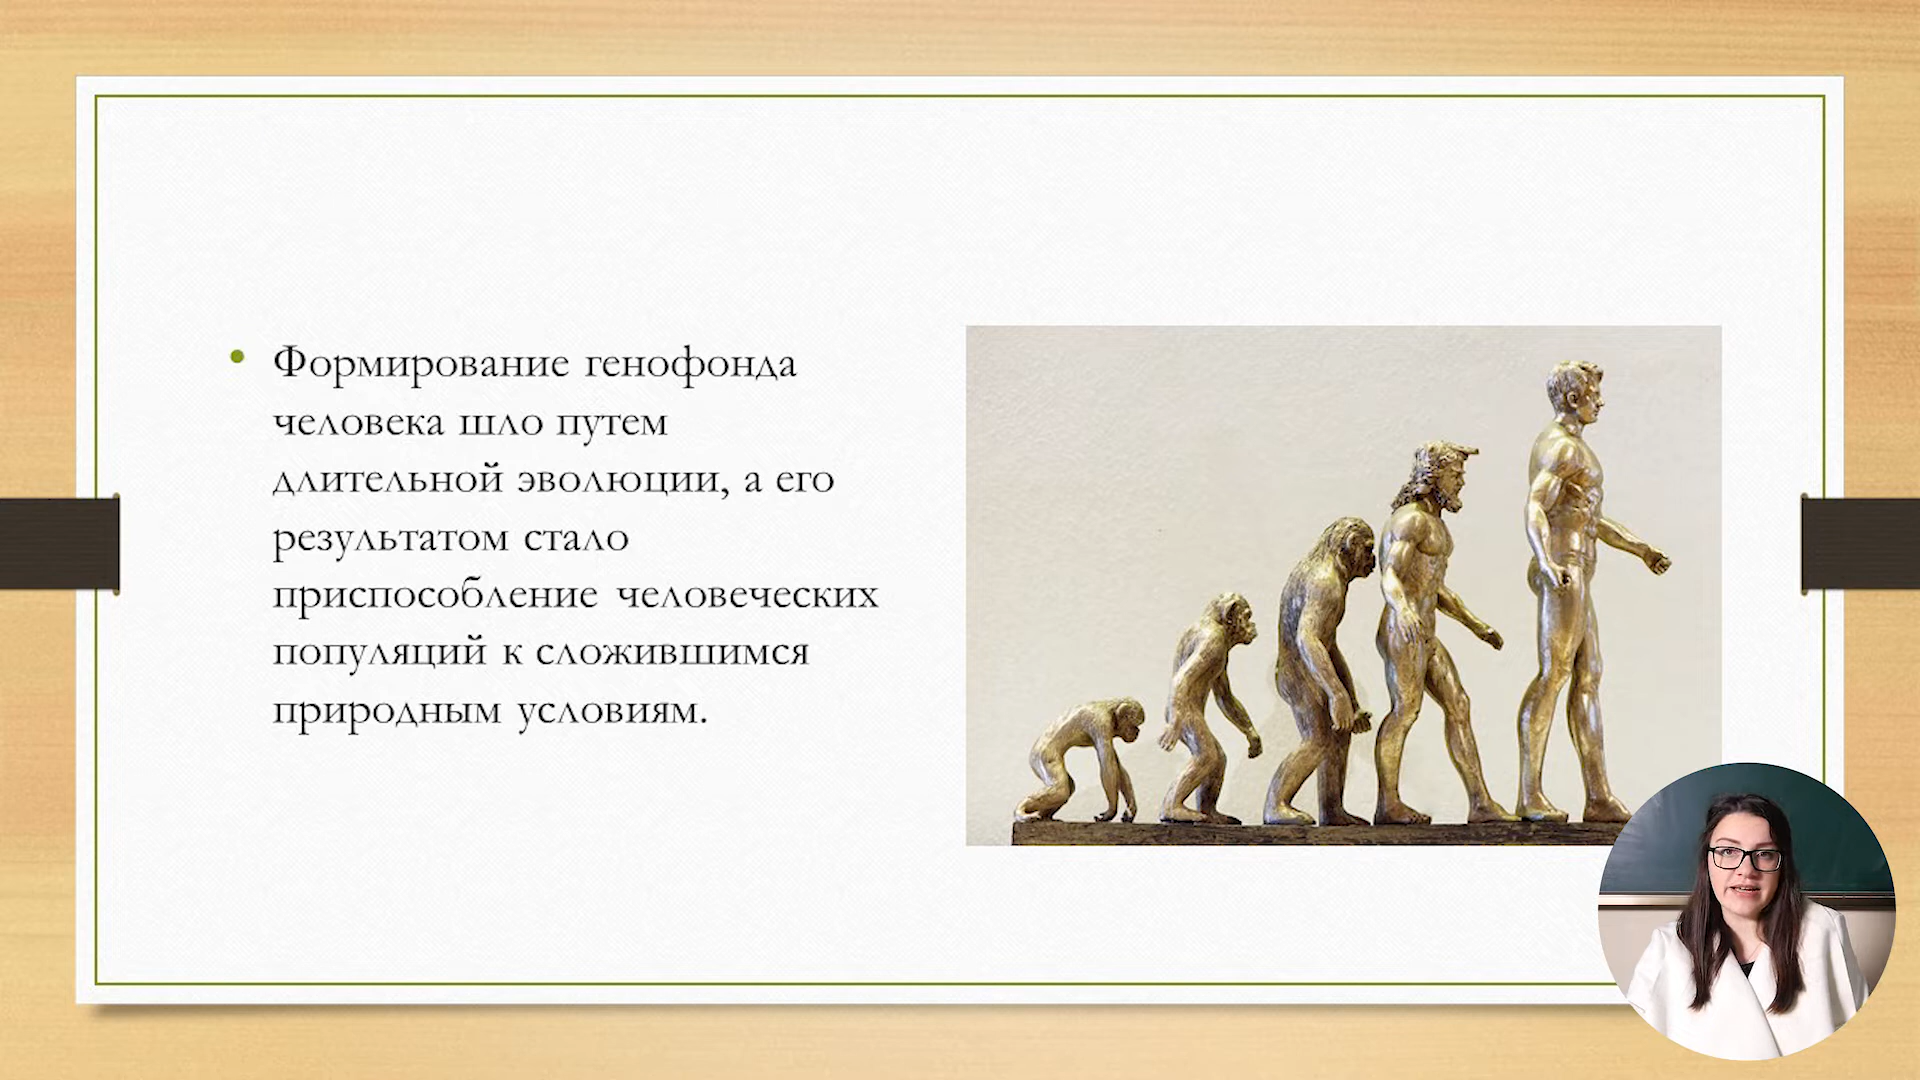 Формирование генофонда
человека шло путем
длительной эволюции, а его
результатом стало
приспособление человеческих
популяций к сложившимся
природным условиям.